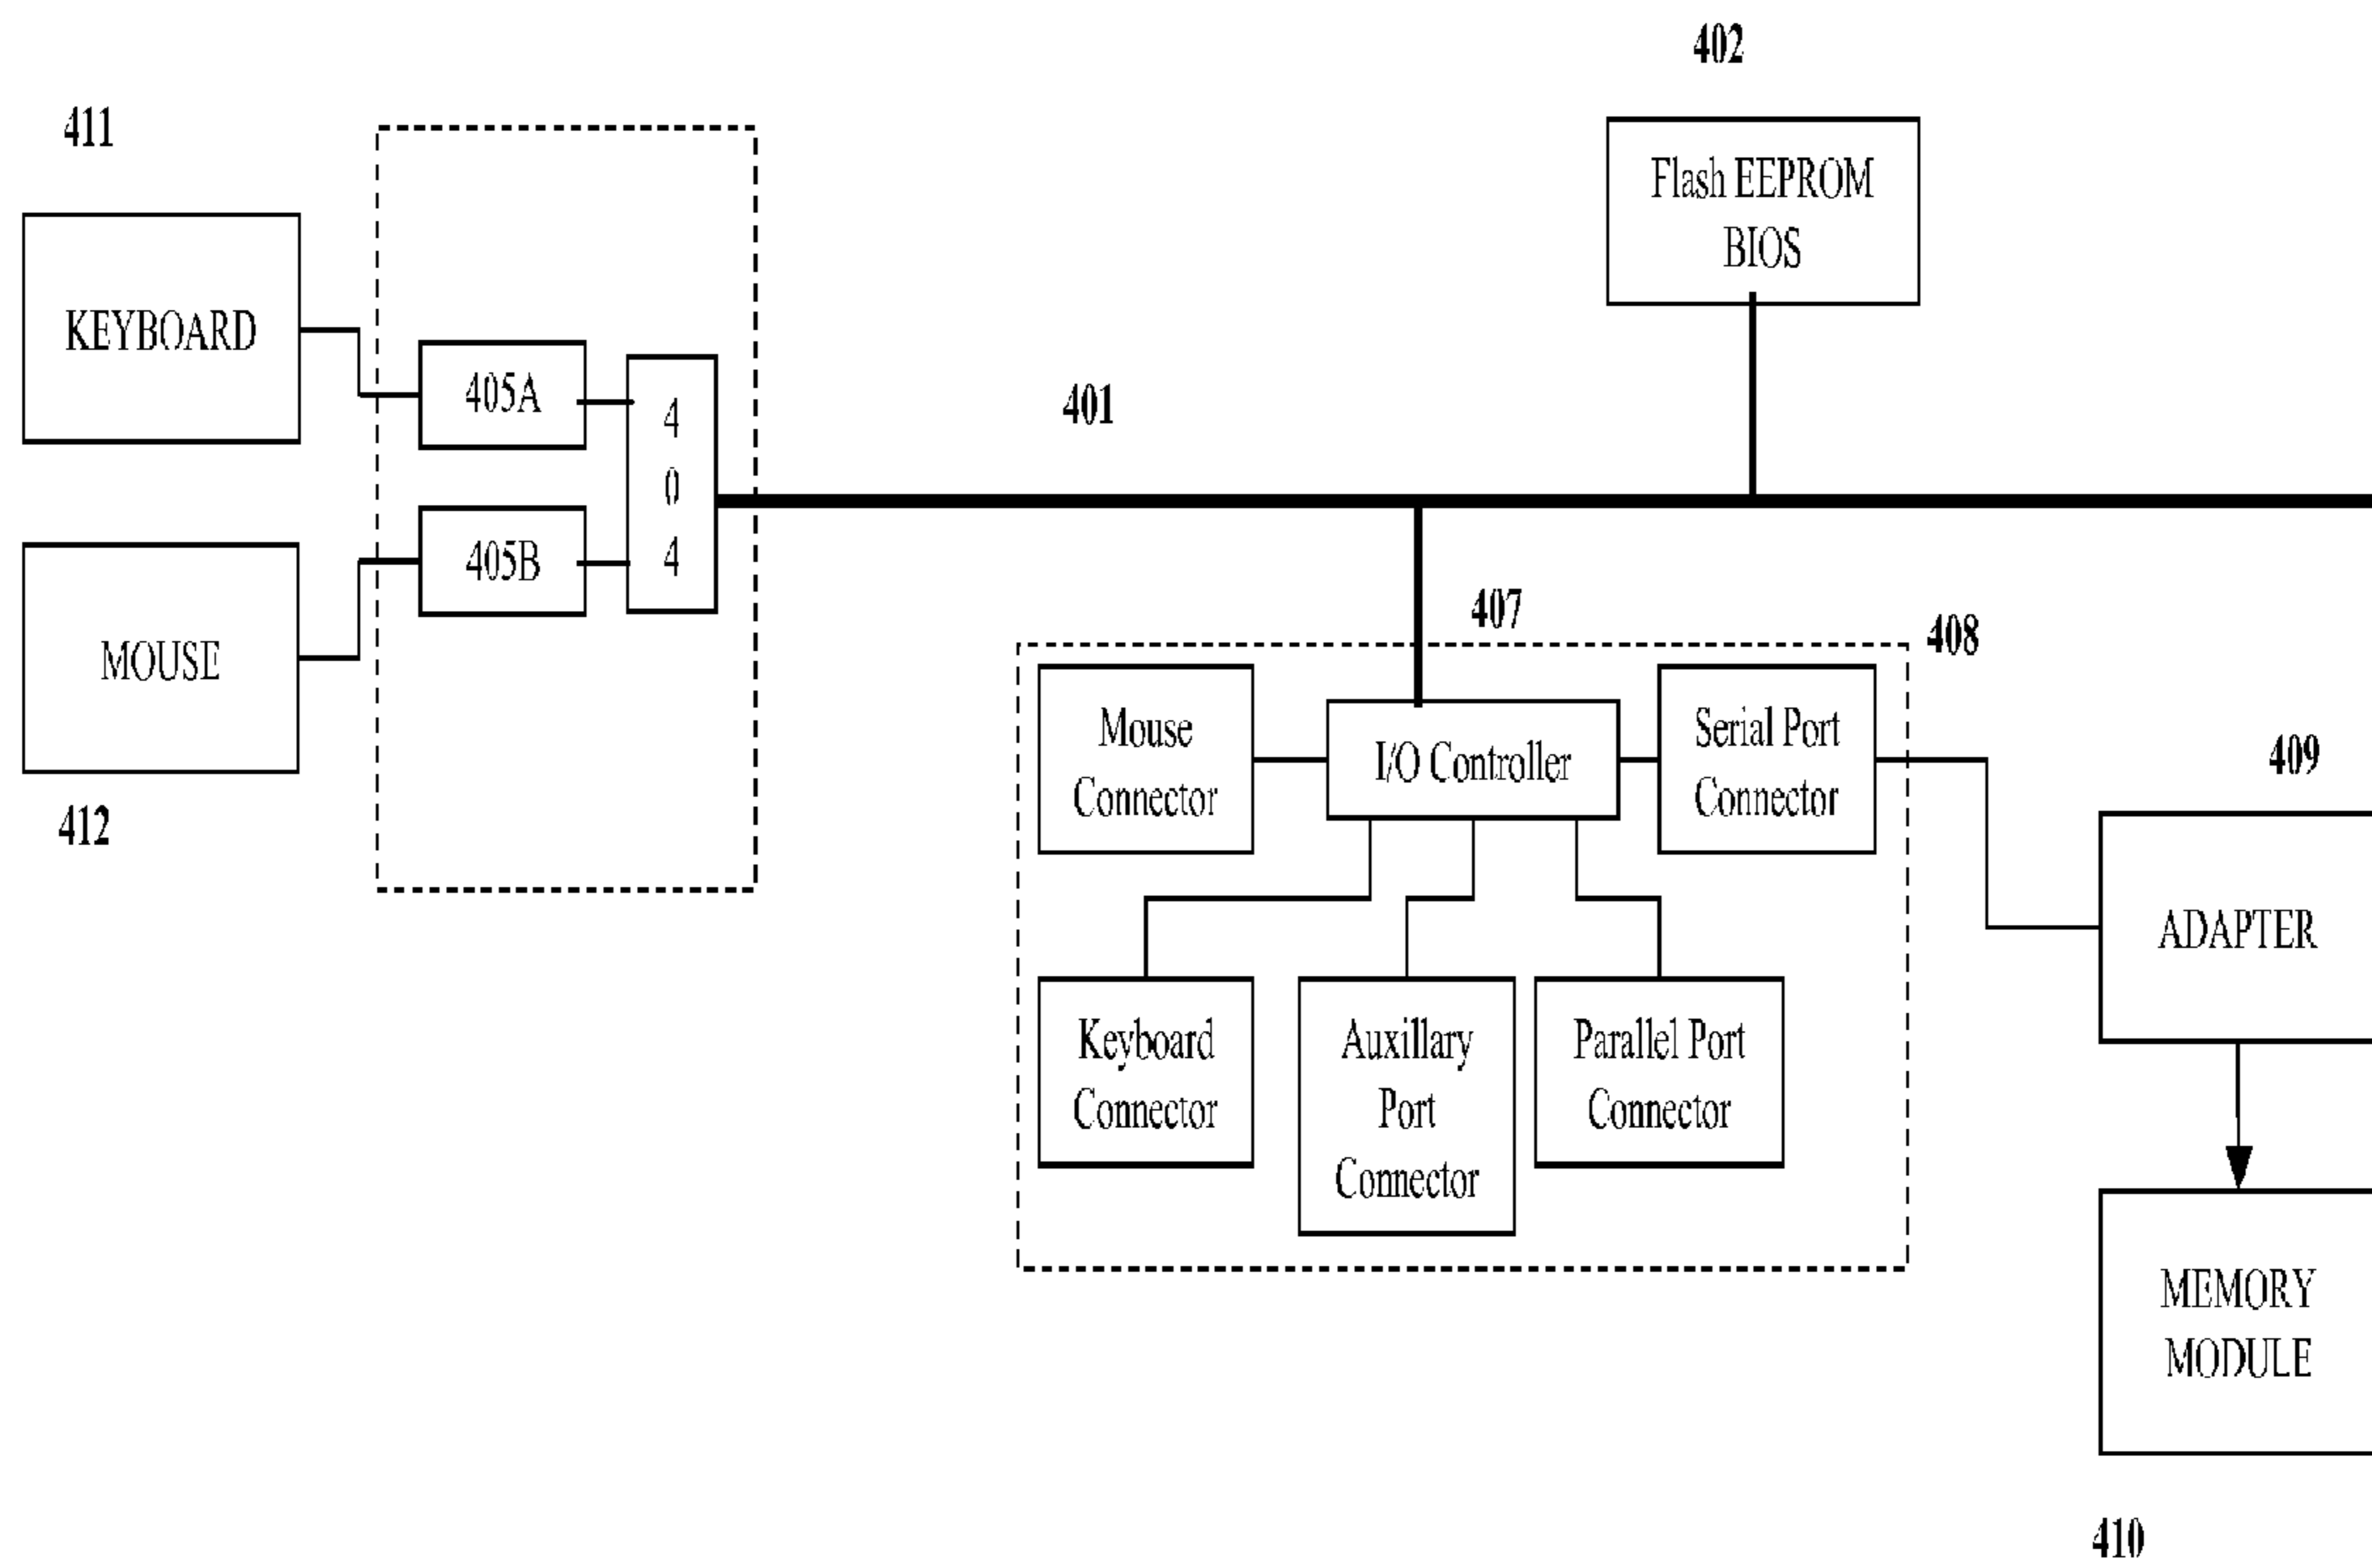 402
411
Flash EEPROM
BIOS
KEYBOARD
405A
4
0
4
401
405B
MOUSE
412
407
408
Mouse
Connector
I/O Controller
Serial Port
Connector
409
ADAPTER
Keyboard
Connector
Auxillary
Port
Connector
Parallel Port
Connector
MEMORY
MODULE
410